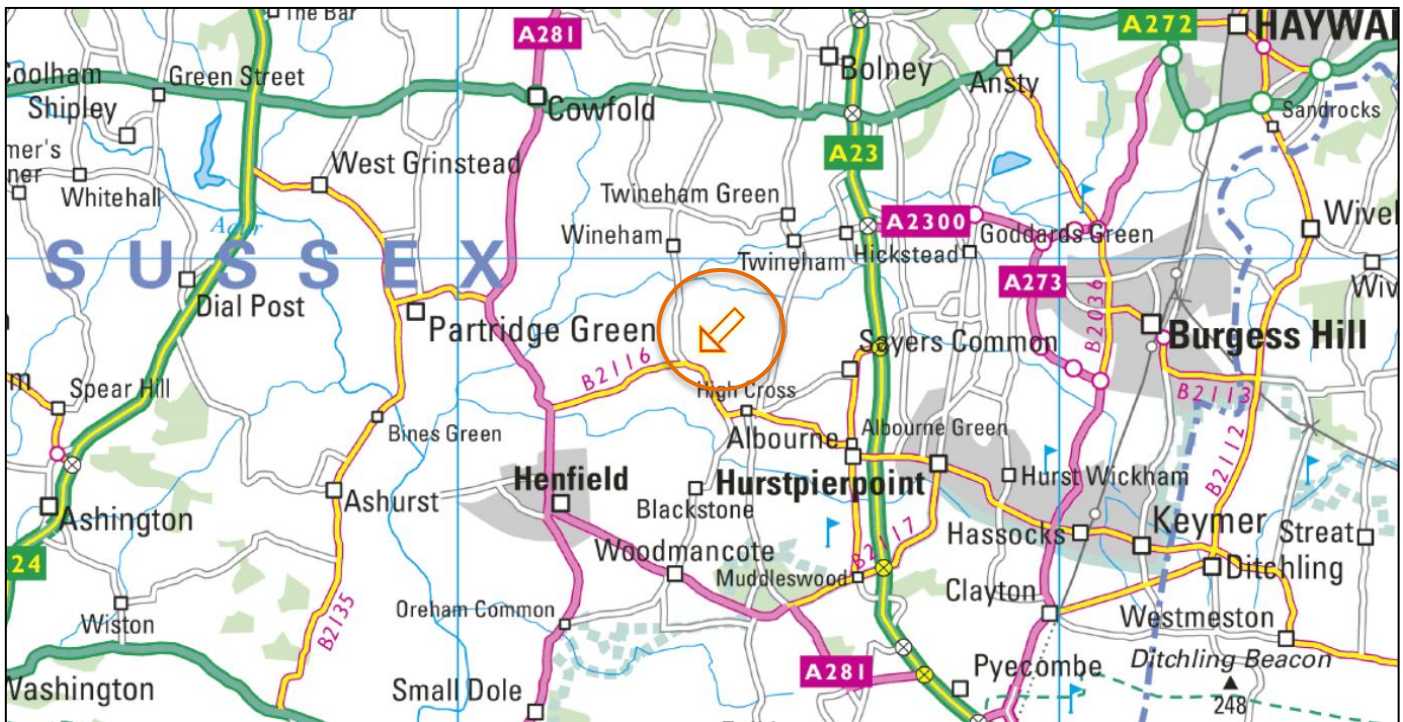 The Bar
A281
A272
HAYWAI
Coolham
Green Street
Bolney
Ansty
Shipley
Cowfold
Sandrocks
mer's
ner
A23
West Grinstead
Whitehall
Twineham Green
A2300
Wivel
Adur
Wineham
Goddards Green
SUSSEX
Twineham
Hickstead
Wiv
A273
Dial Post
B2036
Partridge Green
Burgess Hill
Sayers Common
B2116
m
Spear Hill
High Cross
B2113
Bines Green
Albourne
Albourne Green
B2112
Henfield
Hurstpierpoint
Hurst Wickham
Ashurst
Blackstone
Ashington
Keymer
Hassocks
Streat
24
Woodmancote
B2117
Muddleswood
Ditchling
Clayton
Oreham Common
Westmeston
Wiston
B2135
Ditchling Beacon
A281
Pyecombe
Washington
Small Dole
248